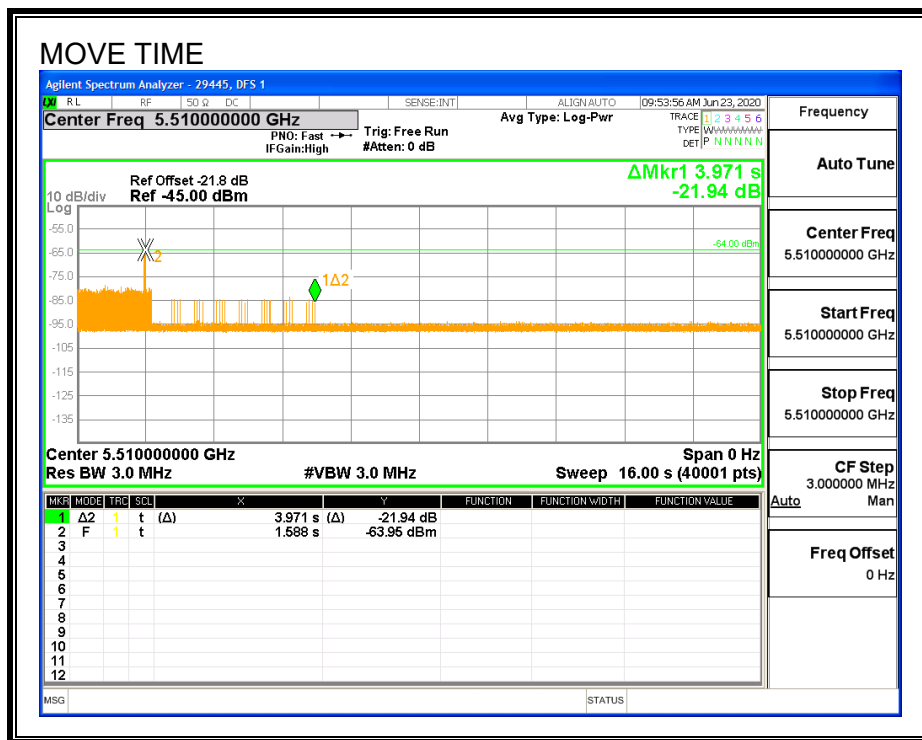 MOVE TIME
Agilent Spectrum Analyzer - 29445, DFS 1
LXI RL RF 50 Ω DC SENSE:INT ALIGN AUTO 09:53:56 AM Jun 23, 2020
Center Freq 5.510000000 GHz
PNO: Fast
IFGain:High
Trig: Free Run
#Atten: 0 dB
Avg Type: Log-Pwr
TRACE 1 2 3 4 5 6
TYPE W
DET P N N N N N
Ref Offset -21.8 dB
10 dB/div Ref -45.00 dBm
Log
ΔMkr1 3.971 s
-21.94 dB
-55.0
-65.0
-75.0
-85.0
-95.0
-105
-115
-125
-135
-64.00 dBm
2
1Δ2
Center 5.510000000 GHz Span 0 Hz
Res BW 3.0 MHz #VBW 3.0 MHz Sweep 16.00 s (40001 pts)
MKR MODE TRC SCL X Y FUNCTION FUNCTION WIDTH FUNCTION VALUE
1 Δ2 1 t (Δ) 3.971 s (Δ) -21.94 dB
2 F 1 t 1.588 s -63.95 dBm
3
4
5
6
7
8
9
10
11
12
MSG STATUS
Frequency
Auto Tune
Center Freq
5.510000000 GHz
Start Freq
5.510000000 GHz
Stop Freq
5.510000000 GHz
CF Step
3.000000 MHz
Auto Man
Freq Offset
0 Hz